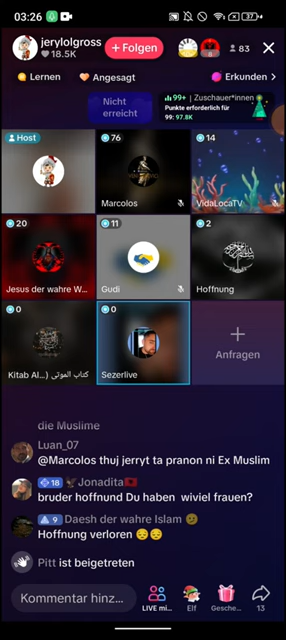 03:26
37
jerylolgross
18.5K
+ Folgen
8
83
Lernen
Angesagt
Erkunden >
Nicht
erreicht
99+ | Zuschauer*innen
Punkte erforderlich für
99: 97.8K
Host
76
Marcolos
14
VidaLocaTV
20
Jesus der wahre W...
11
Gudi
2
Hoffnung
0
Kitab Al... (كتاب الموتى
0
Sezerlive
+
Anfragen
die Muslime
Luan_07
@Marcolos thuj jerryt ta pranon ni Ex Muslim
18 🦅Jonadita🇦🇱
bruder hoffnund Du haben wiviel frauen?
9 Daesh der wahre Islam
Hoffnung verloren 😔😔
Pitt ist beigetreten
Kommentar hinz...
LIVE mi...
Elf
Gesche...
13